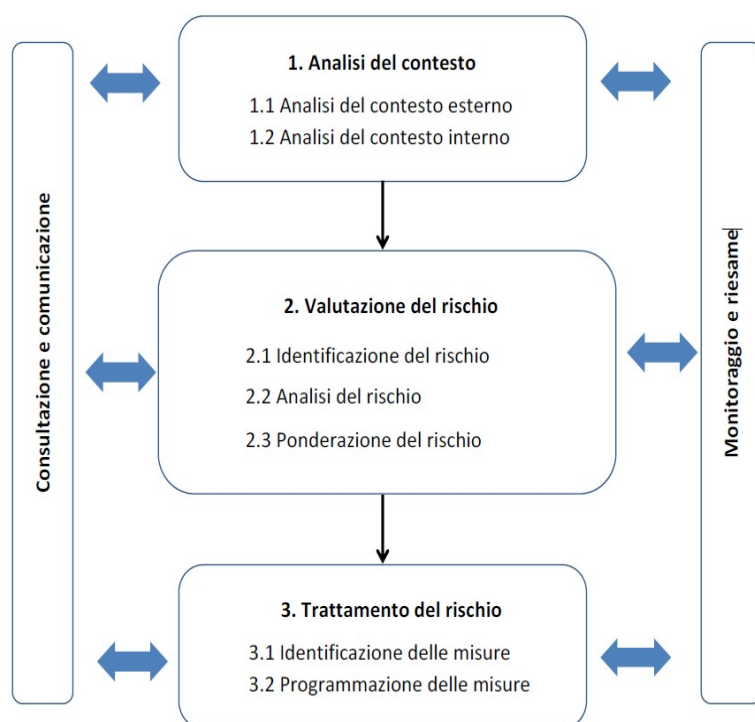 Consultazione e comunicazione
1. Analisi del contesto
1.1 Analisi del contesto esterno
1.2 Analisi del contesto interno
2. Valutazione del rischio
2.1 Identificazione del rischio
2.2 Analisi del rischio
2.3 Ponderazione del rischio
3. Trattamento del rischio
3.1 Identificazione delle misure
3.2 Programmazione delle misure
Monitoraggio e riesame